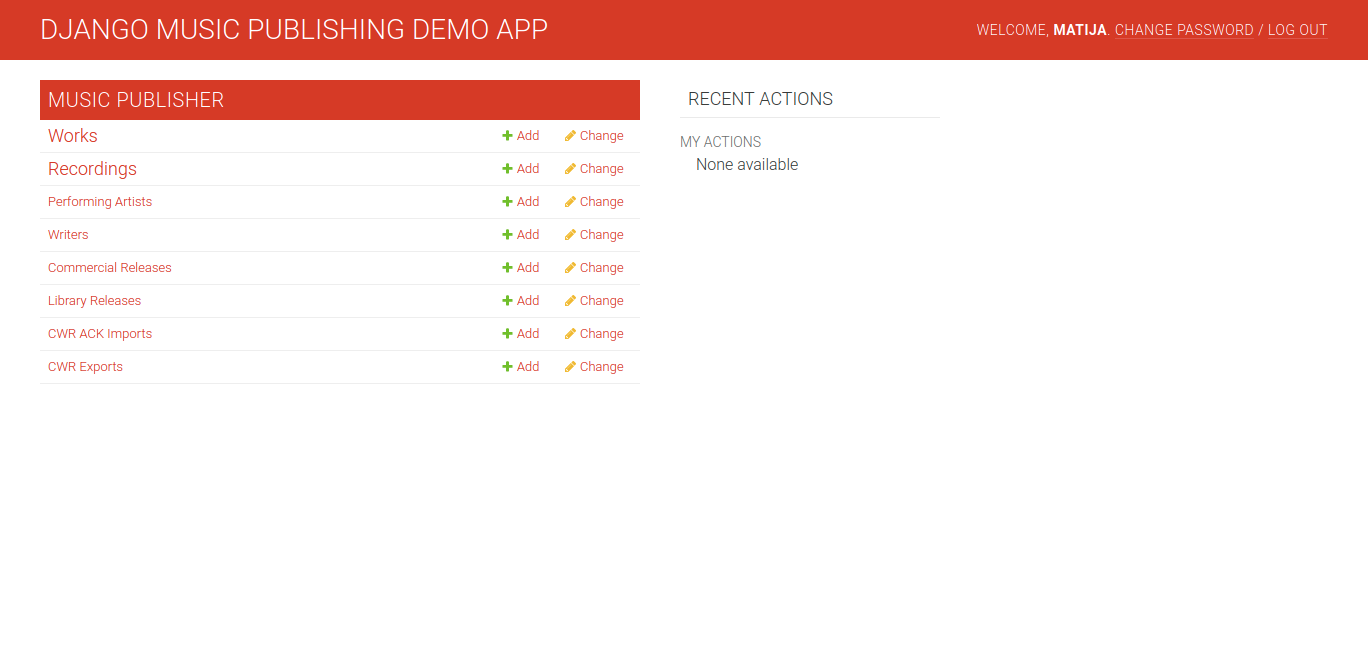 DJANGO MUSIC PUBLISHING DEMO APP
WELCOME, MATIJA. CHANGE PASSWORD / LOG OUT
MUSIC PUBLISHER
Works Add Change
Recordings Add Change
Performing Artists Add Change
Writers Add Change
Commercial Releases Add Change
Library Releases Add Change
CWR ACK Imports Add Change
CWR Exports Add Change
RECENT ACTIONS
MY ACTIONS
None available